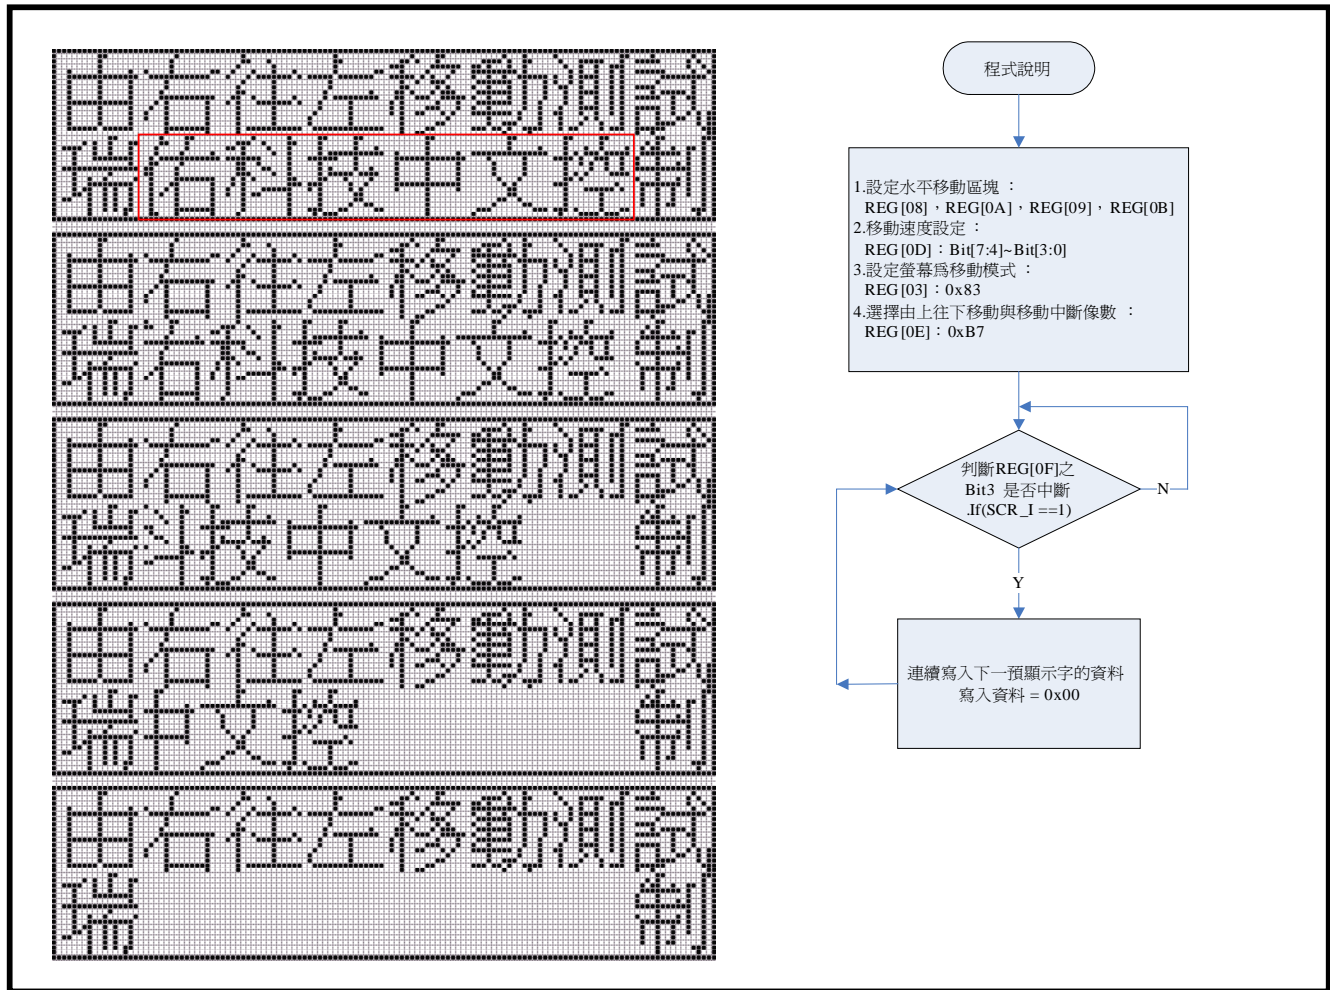 由右往左移動測試
瑞佑科技中文控制
由右往左移動測試
瑞佑科技中文控制
由右往左移動測試
瑞技中文控制
由右往左移動測試
瑞中文控制
由右往左移動測試
瑞制
程式說明
1.設定水平移動區塊：
REG[08]，REG[0A]，REG[09]，REG[0B]
2.移動速度設定：
REG[0D]：Bit[7:4]~Bit[3:0]
3.設定螢幕為移動模式：
REG[03]：0x83
4.選擇由上往下移動與移動中斷像數：
REG[0E]：0xB7
判斷REG[0F]之
Bit3 是否中斷
.If(SCR_I ==1)
N
Y
連續寫入下一預顯示字的資料
寫入資料 = 0x00